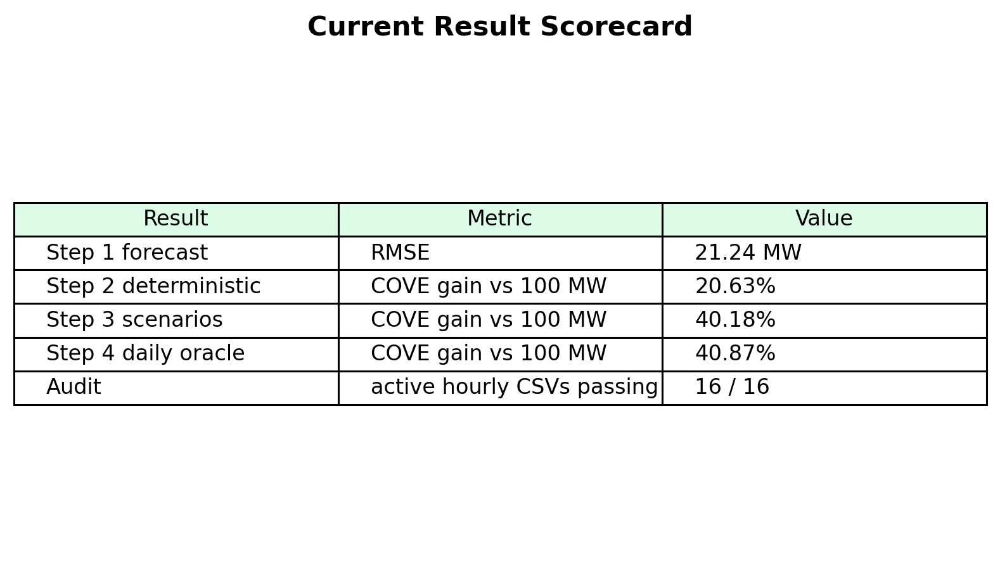 Current Result Scorecard
Result Metric Value
Step 1 forecast RMSE 21.24 MW
Step 2 deterministic COVE gain vs 100 MW 20.63%
Step 3 scenarios COVE gain vs 100 MW 40.18%
Step 4 daily oracle COVE gain vs 100 MW 40.87%
Audit active hourly CSVs passing 16 / 16